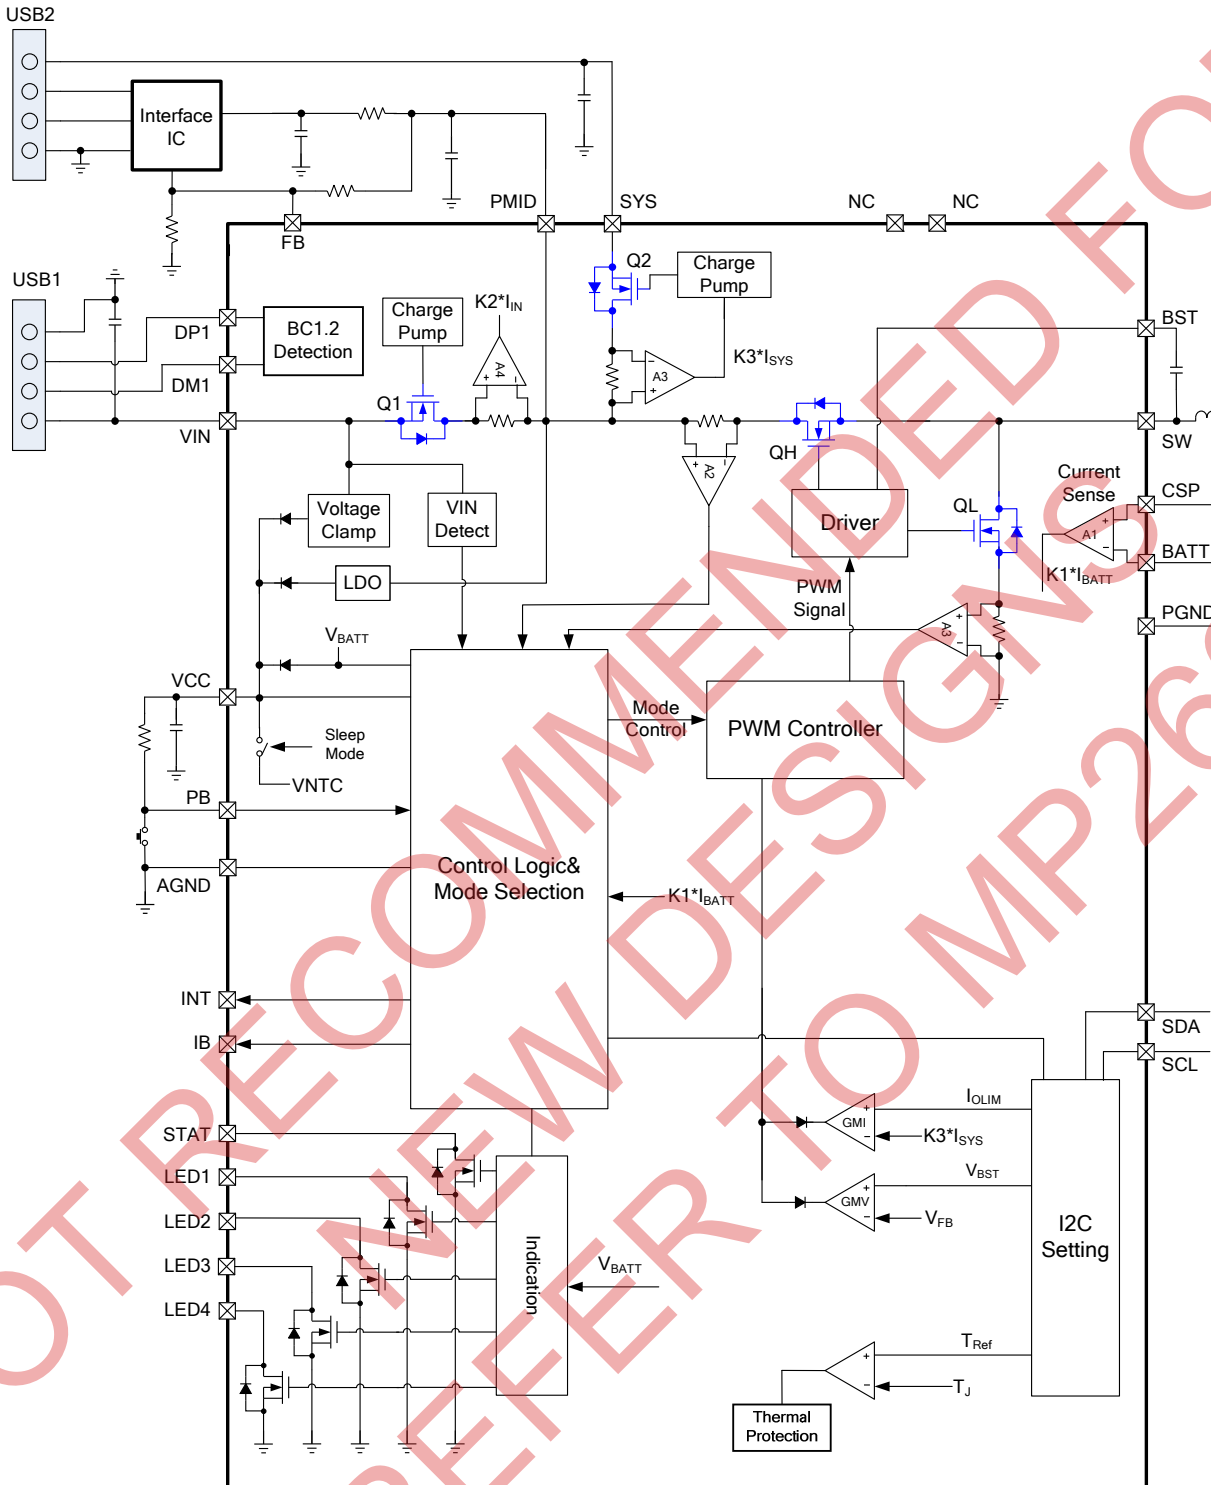 USB2
Interface
IC
PMID
SYS
NC
NC
FB
USB1
Q2
Charge
Pump
DP1
DM1
BC1.2
Detection
Charge
Pump
K2*IIN
A4
A3
K3*ISYS
BST
Q1
VIN
SW
A2
QH
Voltage
Clamp
VIN
Detect
Driver
QL
Current
Sense
CSP
A1
BATT
K1*IBATT
LDO
PWM
Signal
A3
PGND
VBATT
VCC
Sleep
Mode
VNTC
Mode
Control
PWM Controller
PB
AGND
Control Logic&
Mode Selection
K1*IBATT
INT
IB
SDA
SCL
STAT
LED1
LED2
LED3
LED4
IOLIM
GMI
K3*ISYS
VBST
GMV
VFB
I2C
Setting
Indication
VBATT
TRef
TJ
Thermal
Protection
OT RECOMMENDED FO
NEW DESIGNS
REFER TO MP26